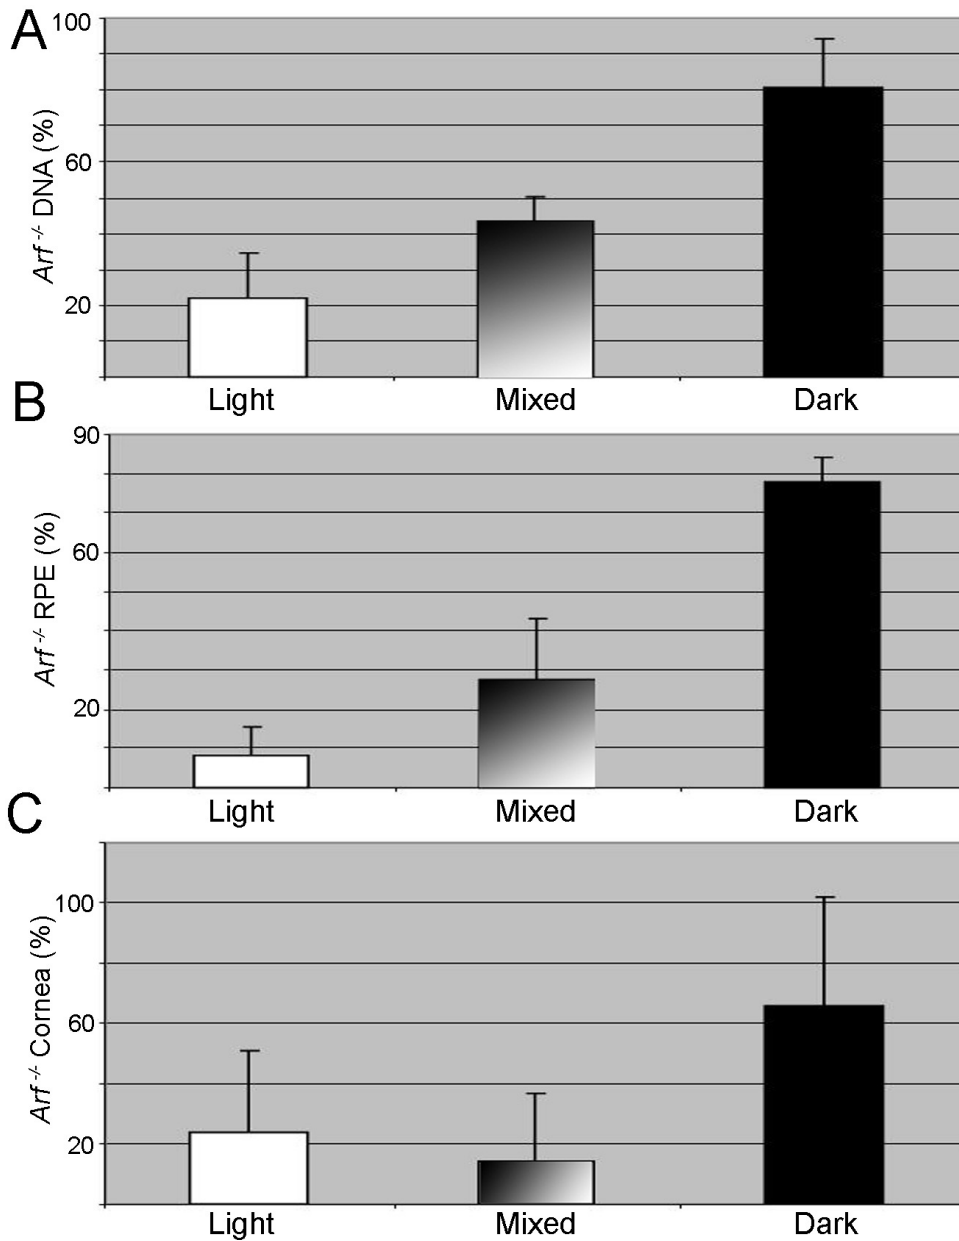 A
100
60
20
Arf -/- DNA (%)
Light Mixed Dark
B
90
60
20
Arf -/- RPE (%)
Light Mixed Dark
C
100
60
20
Arf -/- Cornea (%)
Light Mixed Dark